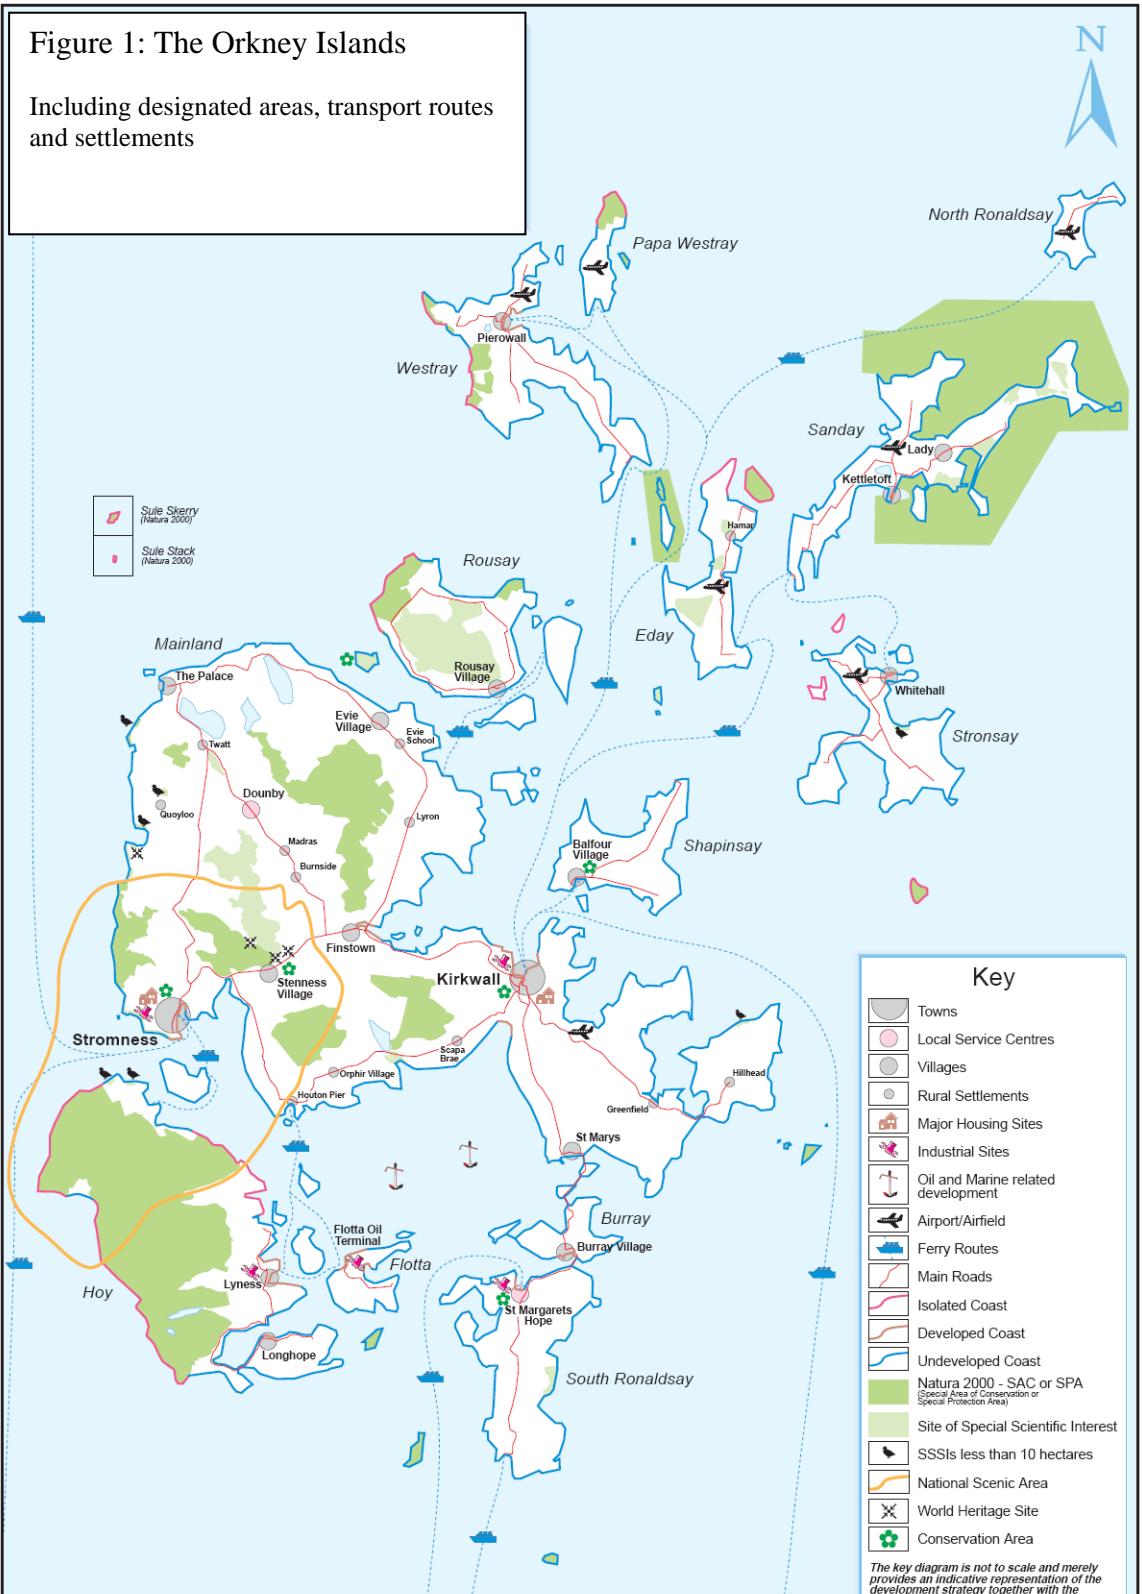 Figure 1: The Orkney Islands
Including designated areas, transport routes
and settlements
N
North Ronaldsay
Papa Westray
Pierowall
Westray
Sanday
Lady
Kettletoft
Sule Skerry
(Natura 2000)
Sule Stack
(Natura 2000)
Hamar
Rousay
Eday
Mainland
Rousay
Village
The Palace
Whitehall
Evie
Village
Evie
School
Twatt
Stronsay
Dounby
Quoyloo
Lyron
Madras
Balfour
Village
Shapinsay
Burnside
Finstown
Kirkwall
Stenness
Village
Stromness
Scapa
Brae
Orphir Village
Hillhead
Houton Pier
Greenfield
St Marys
Burray
Flotta Oil
Terminal
Burray Village
Flotta
Lyness
Hoy
St Margarets
Hope
Longhope
South Ronaldsay
Key
Towns
Local Service Centres
Villages
Rural Settlements
Major Housing Sites
Industrial Sites
Oil and Marine related
development
Airport/Airfield
Ferry Routes
Main Roads
Isolated Coast
Developed Coast
Undeveloped Coast
Natura 2000 - SAC or SPA
(Special Area of Conservation or
Special Protection Area)
Site of Special Scientific Interest
SSSIs less than 10 hectares
National Scenic Area
World Heritage Site
Conservation Area
The key diagram is not to scale and merely
provides an indicative representation of the
development strategy together with the